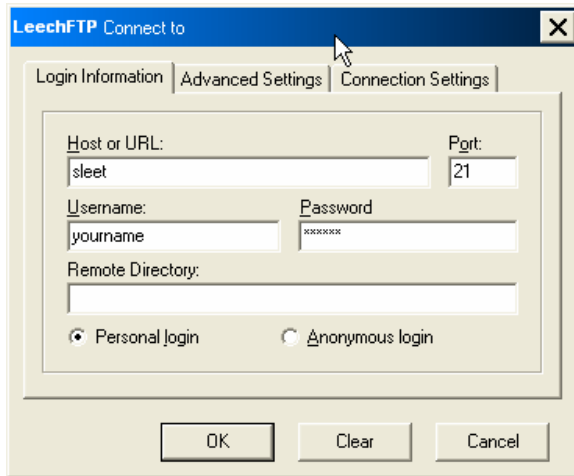 LeechFTP Connect to
Login Information Advanced Settings Connection Settings
Host or URL: Port:
sleet 21
Username: Password
yourname ******
Remote Directory:
Personal login Anonymous login
OK Clear Cancel